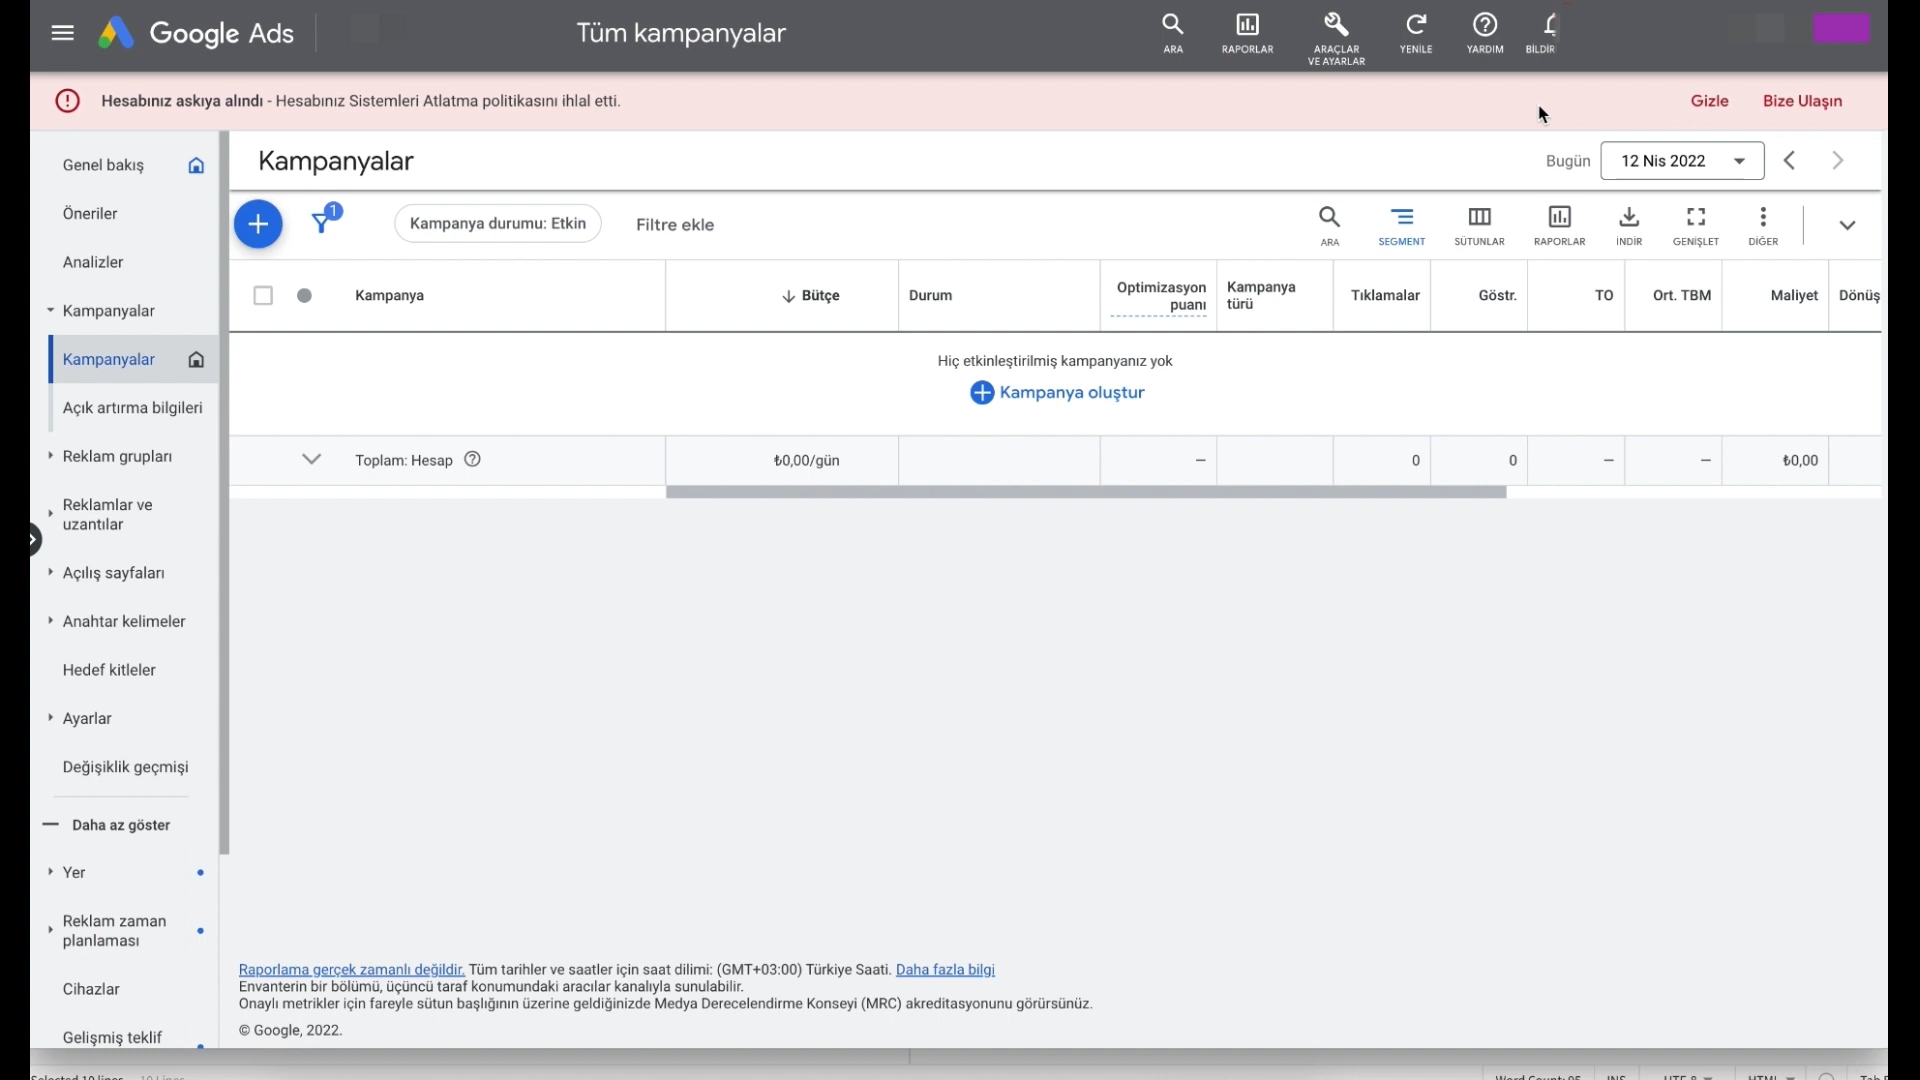 Google Ads
Tüm kampanyalar
ARA
RAPORLAR
ARAÇLAR
VE AYARLAR
YENİLE
YARDIM
BİLDİR
Hesabınız askıya alındı - Hesabınız Sistemleri Atlatma politikasını ihlal etti.
Gizle
Bize Ulaşın
Genel bakış
Öneriler
Analizler
Kampanyalar
Kampanyalar
Açık artırma bilgileri
Reklam grupları
Reklamlar ve
uzantılar
Açılış sayfaları
Anahtar kelimeler
Hedef kitleler
Ayarlar
Değişiklik geçmişi
Daha az göster
Yer
Reklam zaman
planlaması
Cihazlar
Gelişmiş teklif
Kampanyalar
Bugün
12 Nis 2022
1
Kampanya durumu: Etkin
Filtre ekle
ARA
SEGMENT
SÜTUNLAR
RAPORLAR
İNDİR
GENİŞLET
DİĞER
Kampanya
Bütçe
Durum
Optimizasyon
puanı
Kampanya
türü
Tıklamalar
Göstr.
TO
Ort. TBM
Maliyet
Dönüş
Hiç etkinleştirilmiş kampanyanız yok
Kampanya oluştur
Toplam: Hesap
₺0,00/gün
–
0
0
–
–
₺0,00
Raporlama gerçek zamanlı değildir. Tüm tarihler ve saatler için saat dilimi: (GMT+03:00) Türkiye Saati. Daha fazla bilgi
Envanterin bir bölümü, üçüncü taraf konumundaki aracılar kanalıyla sunulabilir.
Onaylı metrikler için fareyle sütun başlığının üzerine geldiğinizde Medya Derecelendirme Konseyi (MRC) akreditasyonunu görürsünüz.
© Google, 2022.